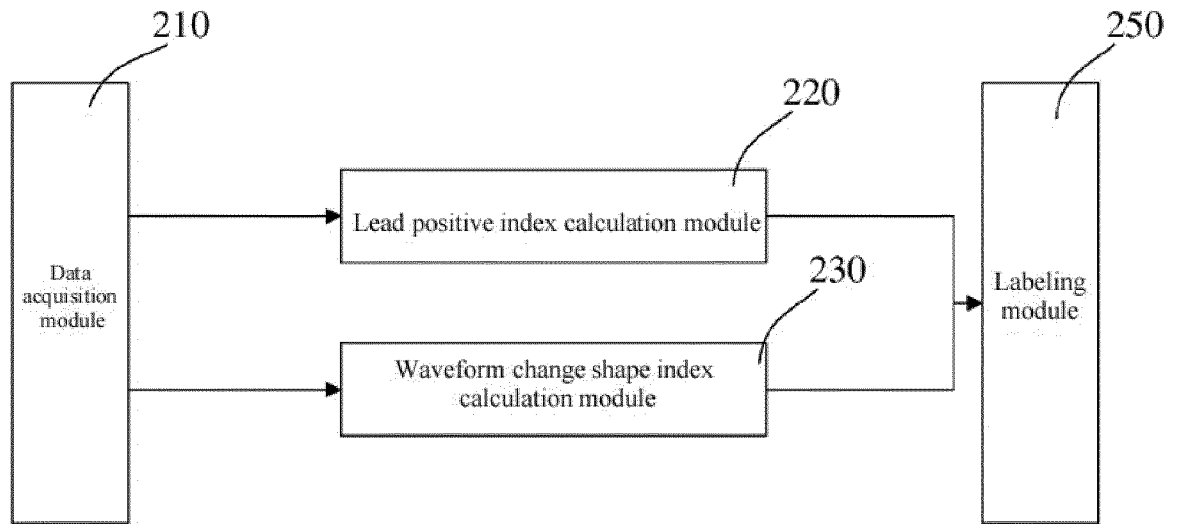 210
250
220
Lead positive index calculation module
230
Data
acquisition
module
Labeling
module
Waveform change shape index
calculation module